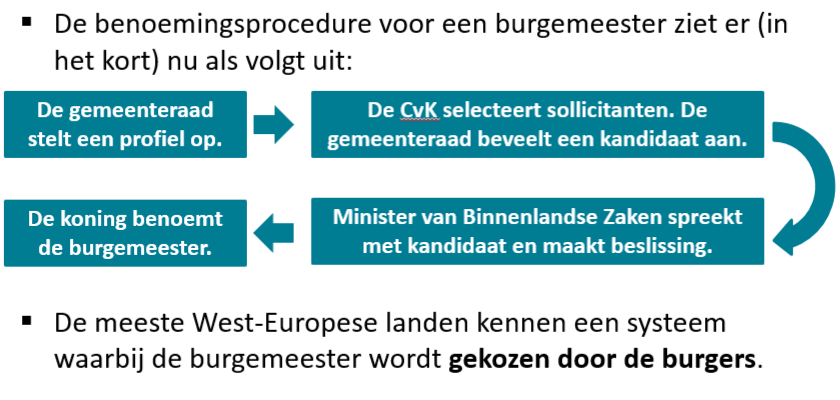 ▪ De benoemingsprocedure voor een burgemeester ziet er (in
het kort) nu als volgt uit:
De gemeenteraad
stelt een profiel op.
De CvK selecteert sollicitanten. De
gemeenteraad beveelt een kandidaat aan.
Minister van Binnenlandse Zaken spreekt
met kandidaat en maakt beslissing.
De koning benoemt
de burgemeester.
▪ De meeste West-Europese landen kennen een systeem
waarbij de burgemeester wordt gekozen door de burgers.